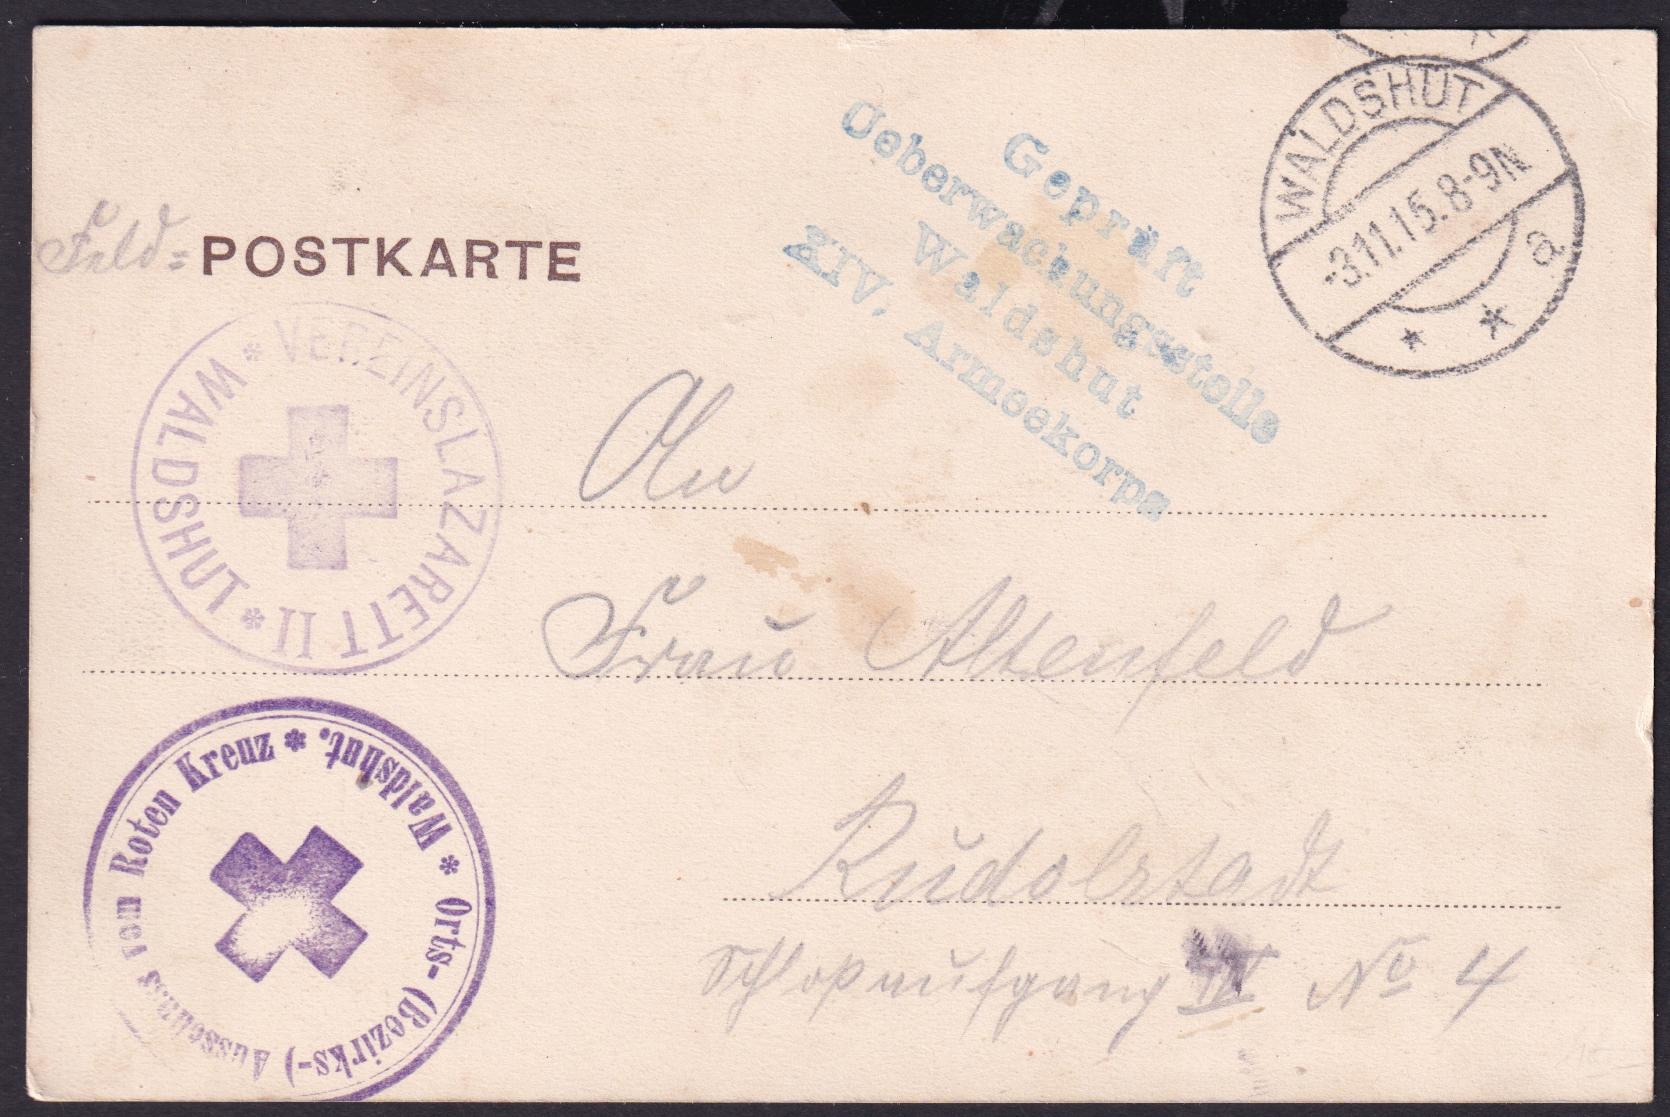 Feld=
POSTKARTE
Geprüft
Ueberwachungsstelle
Waldshut
XIV. Armeekorps
WALDSHUT
-3.11.15.8-9N
a
* VEREINSLAZARETT II * WALDSHUT
An
Frau Altenfeld
Rudolstadt
Schloßaufgang No 4
* Orts- (Bezirks-) Ausschuss vom Roten Kreuz * Waldshut.